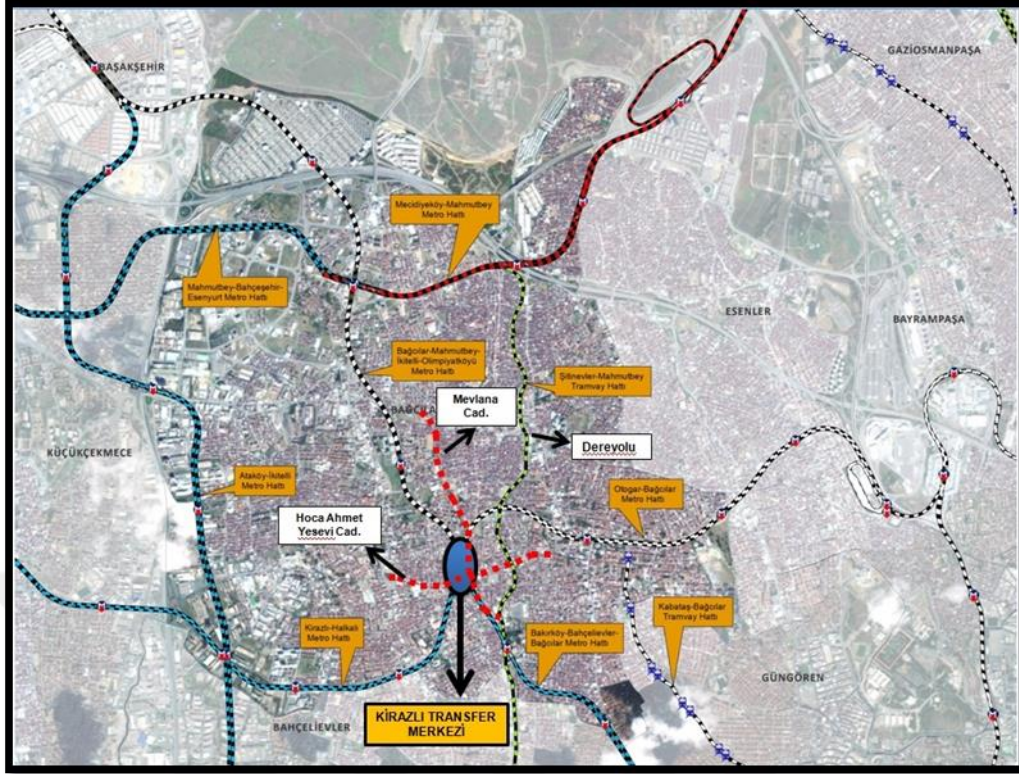 GAZİOSMANPAŞA
BAŞAKŞEHİR
Mecidiyeköy-Mahmutbey
Metro Hattı
Mahmutbey-Bahçeşehir-
Esenyurt Metro Hattı
ESENLER
BAYRAMPAŞA
Bağcılar-Mahmutbey-
İkitelli-Olimpiyatköyü
Metro Hattı
Şirinevler-Mahmutbey
Tramvay Hattı
BAĞCILA
Mevlana
Cad.
Dereyolu
KÜÇÜKÇEKMECE
Ataköy-İkitelli
Metro Hattı
Otogar-Bağcılar
Metro Hattı
Hoca Ahmet
Yesevi Cad.
Kirazlı-Halkalı
Metro Hattı
Bakırköy-Bahçelievler-
Bağcılar Metro Hattı
Kabataş-Bağcılar
Tramvay Hattı
GÜNGÖREN
BAHÇELİEVLER
KİRAZLI TRANSFER
MERKEZİ